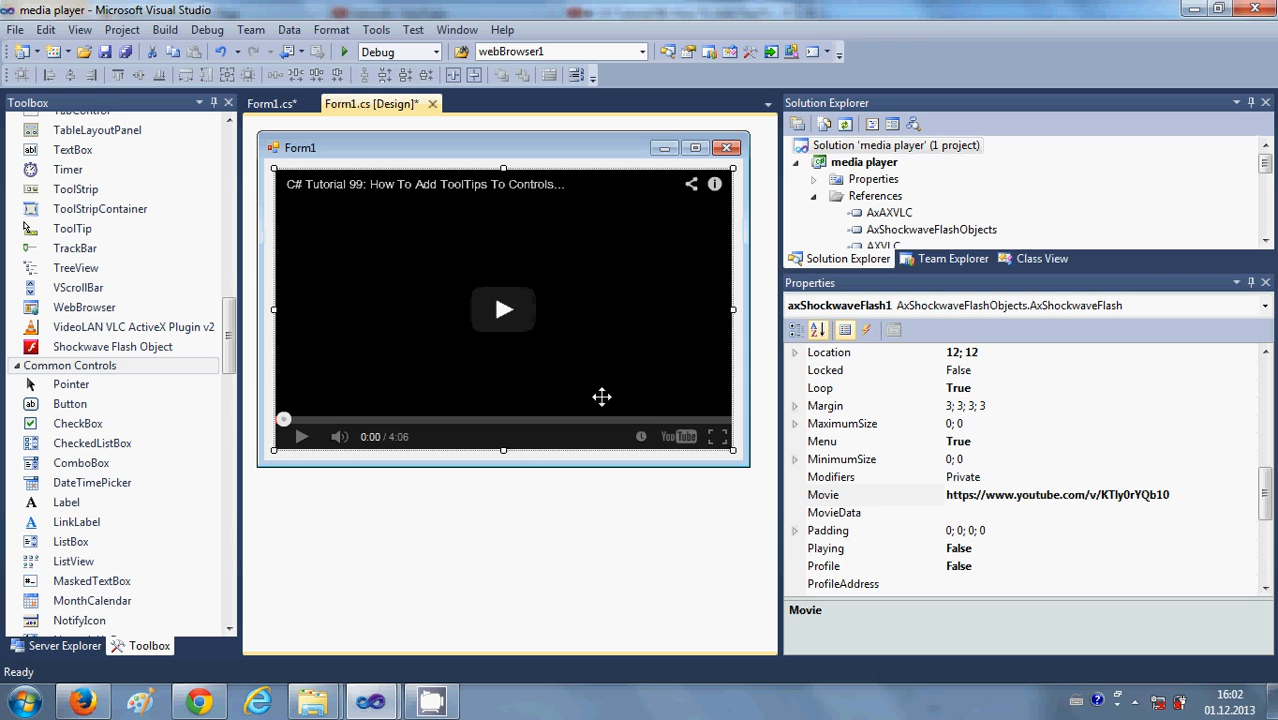 media player - Microsoft Visual Studio
File Edit View Project Build Debug Team Data Format Tools Test Window Help
Debug webBrowser1
Toolbox
TableLayoutPanel
TextBox
Timer
ToolStrip
ToolStripContainer
ToolTip
TrackBar
TreeView
VScrollBar
WebBrowser
VideoLAN VLC ActiveX Plugin v2
Shockwave Flash Object
Common Controls
Pointer
Button
CheckBox
CheckedListBox
ComboBox
DateTimePicker
Label
LinkLabel
ListBox
ListView
MaskedTextBox
MonthCalendar
NotifyIcon
Server Explorer Toolbox
Form1.cs* Form1.cs [Design]*
Form1
C# Tutorial 99: How To Add ToolTips To Controls...
0:00 / 4:06 YouTube
Solution Explorer
Solution 'media player' (1 project)
media player
Properties
References
AxAXVLC
AxShockwaveFlashObjects
AXVLC
Solution Explorer Team Explorer Class View
Properties
axShockwaveFlash1 AxShockwaveFlashObjects.AxShockwaveFlash
Location 12; 12
Locked False
Loop True
Margin 3; 3; 3; 3
MaximumSize 0; 0
Menu True
MinimumSize 0; 0
Modifiers Private
Movie https://www.youtube.com/v/KTly0rYQb10
MovieData
Padding 0; 0; 0; 0
Playing False
Profile False
ProfileAddress
Movie
Ready
16:02
01.12.2013